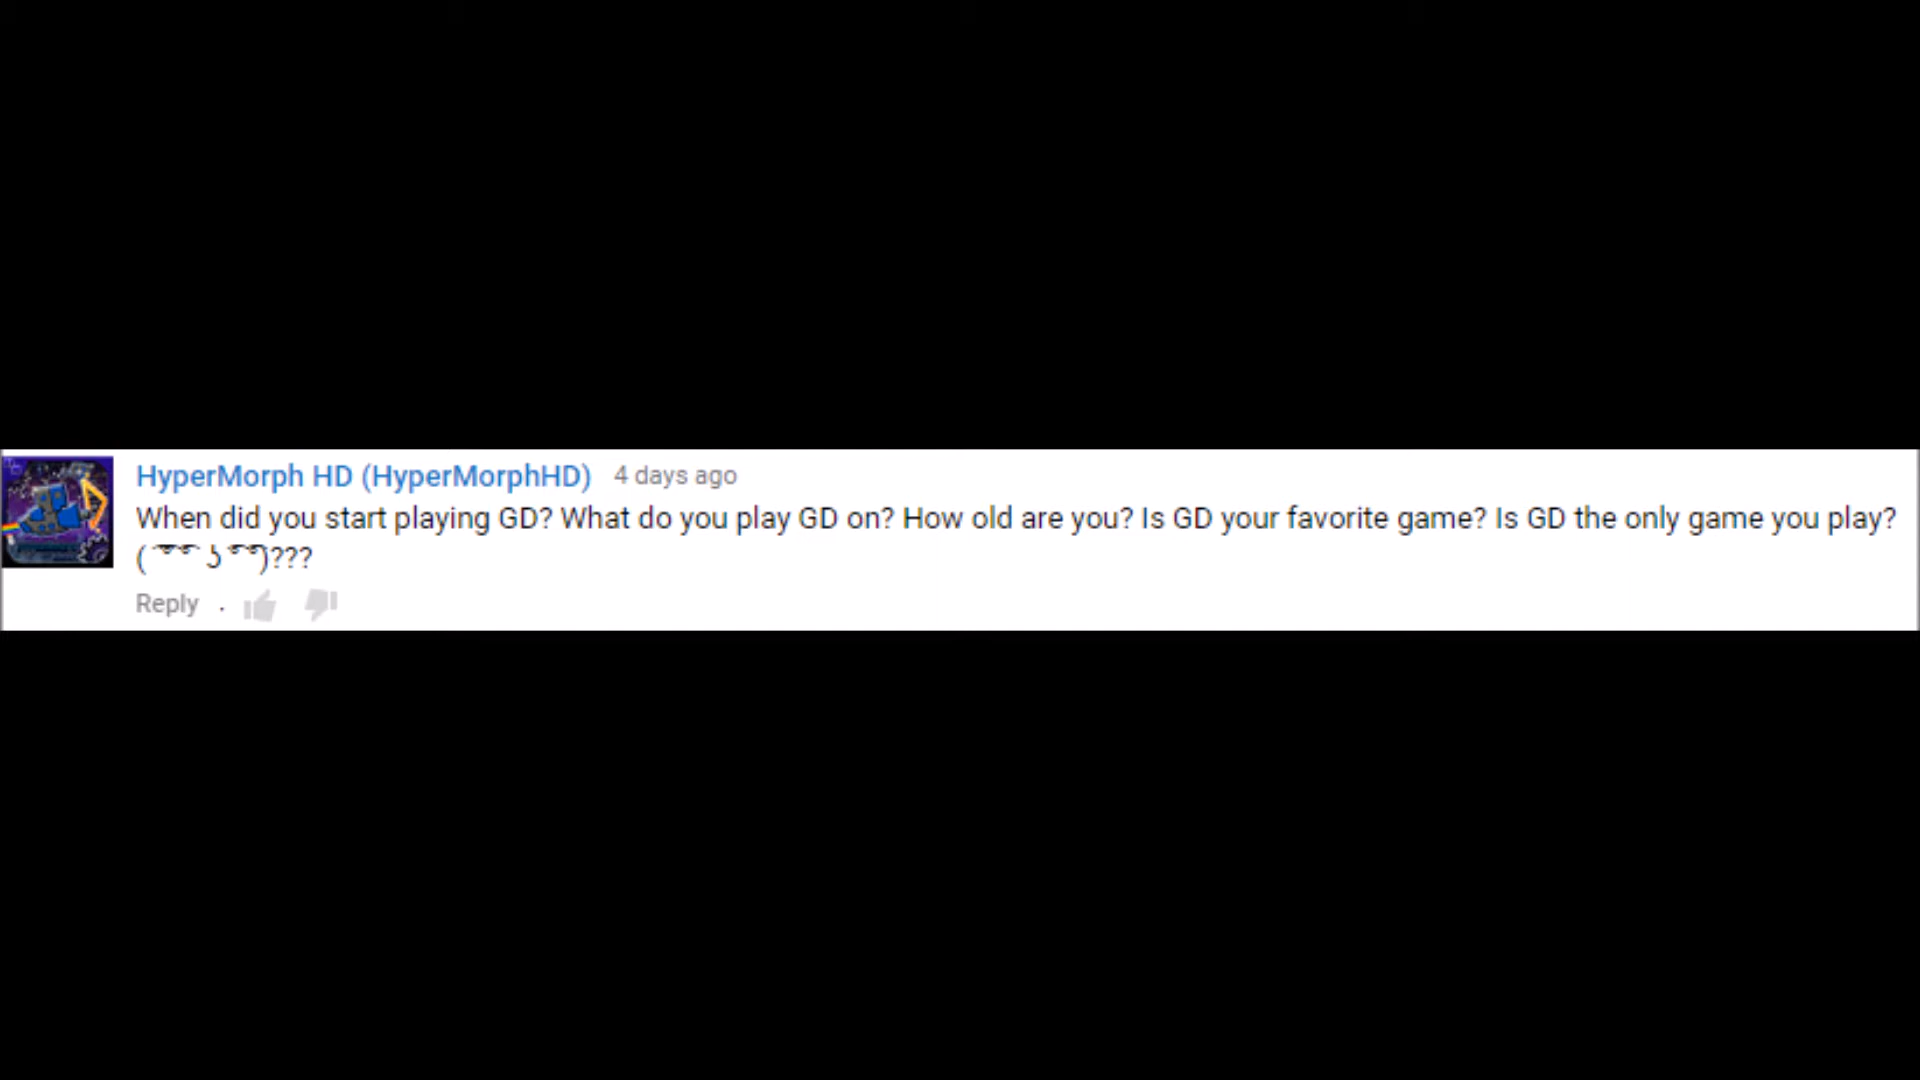 HyperMorph HD (HyperMorphHD) 4 days ago
When did you start playing GD? What do you play GD on? How old are you? Is GD your favorite game? Is GD the only game you play?
( ͡° ͜ʖ ͡°)???
Reply .